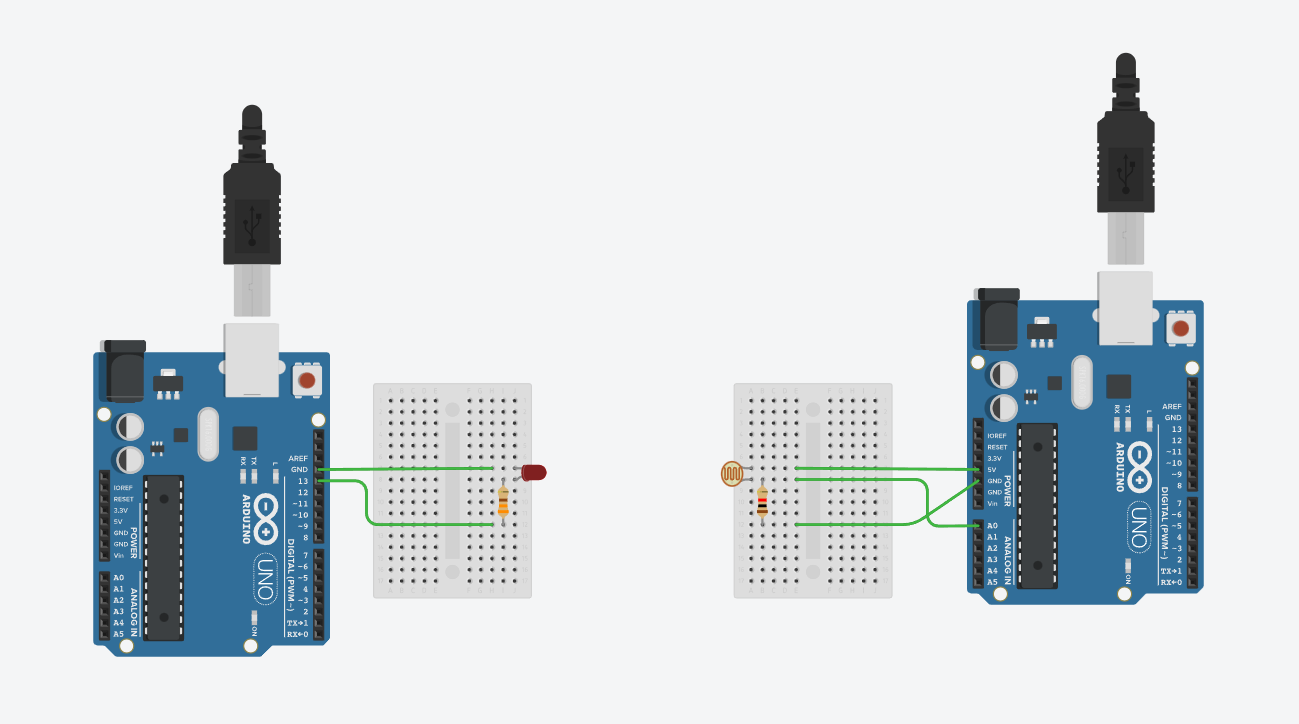 AREF
GND
13
12
~11
~10
~9
8
7
~6
~5
4
~3
2
TX→1
RX←0
DIGITAL (PWM~)
IOREF
RESET
3.3V
5V
GND
GND
Vin
POWER
A0
A1
A2
A3
A4
A5
ANALOG IN
RX
TX
L
ARDUINO
UNO
ON
AREF
GND
13
12
~11
~10
~9
8
7
~6
~5
4
~3
2
TX→1
RX←0
DIGITAL (PWM~)
IOREF
RESET
3.3V
5V
GND
GND
Vin
POWER
A0
A1
A2
A3
A4
A5
ANALOG IN
RX
TX
L
ARDUINO
UNO
ON